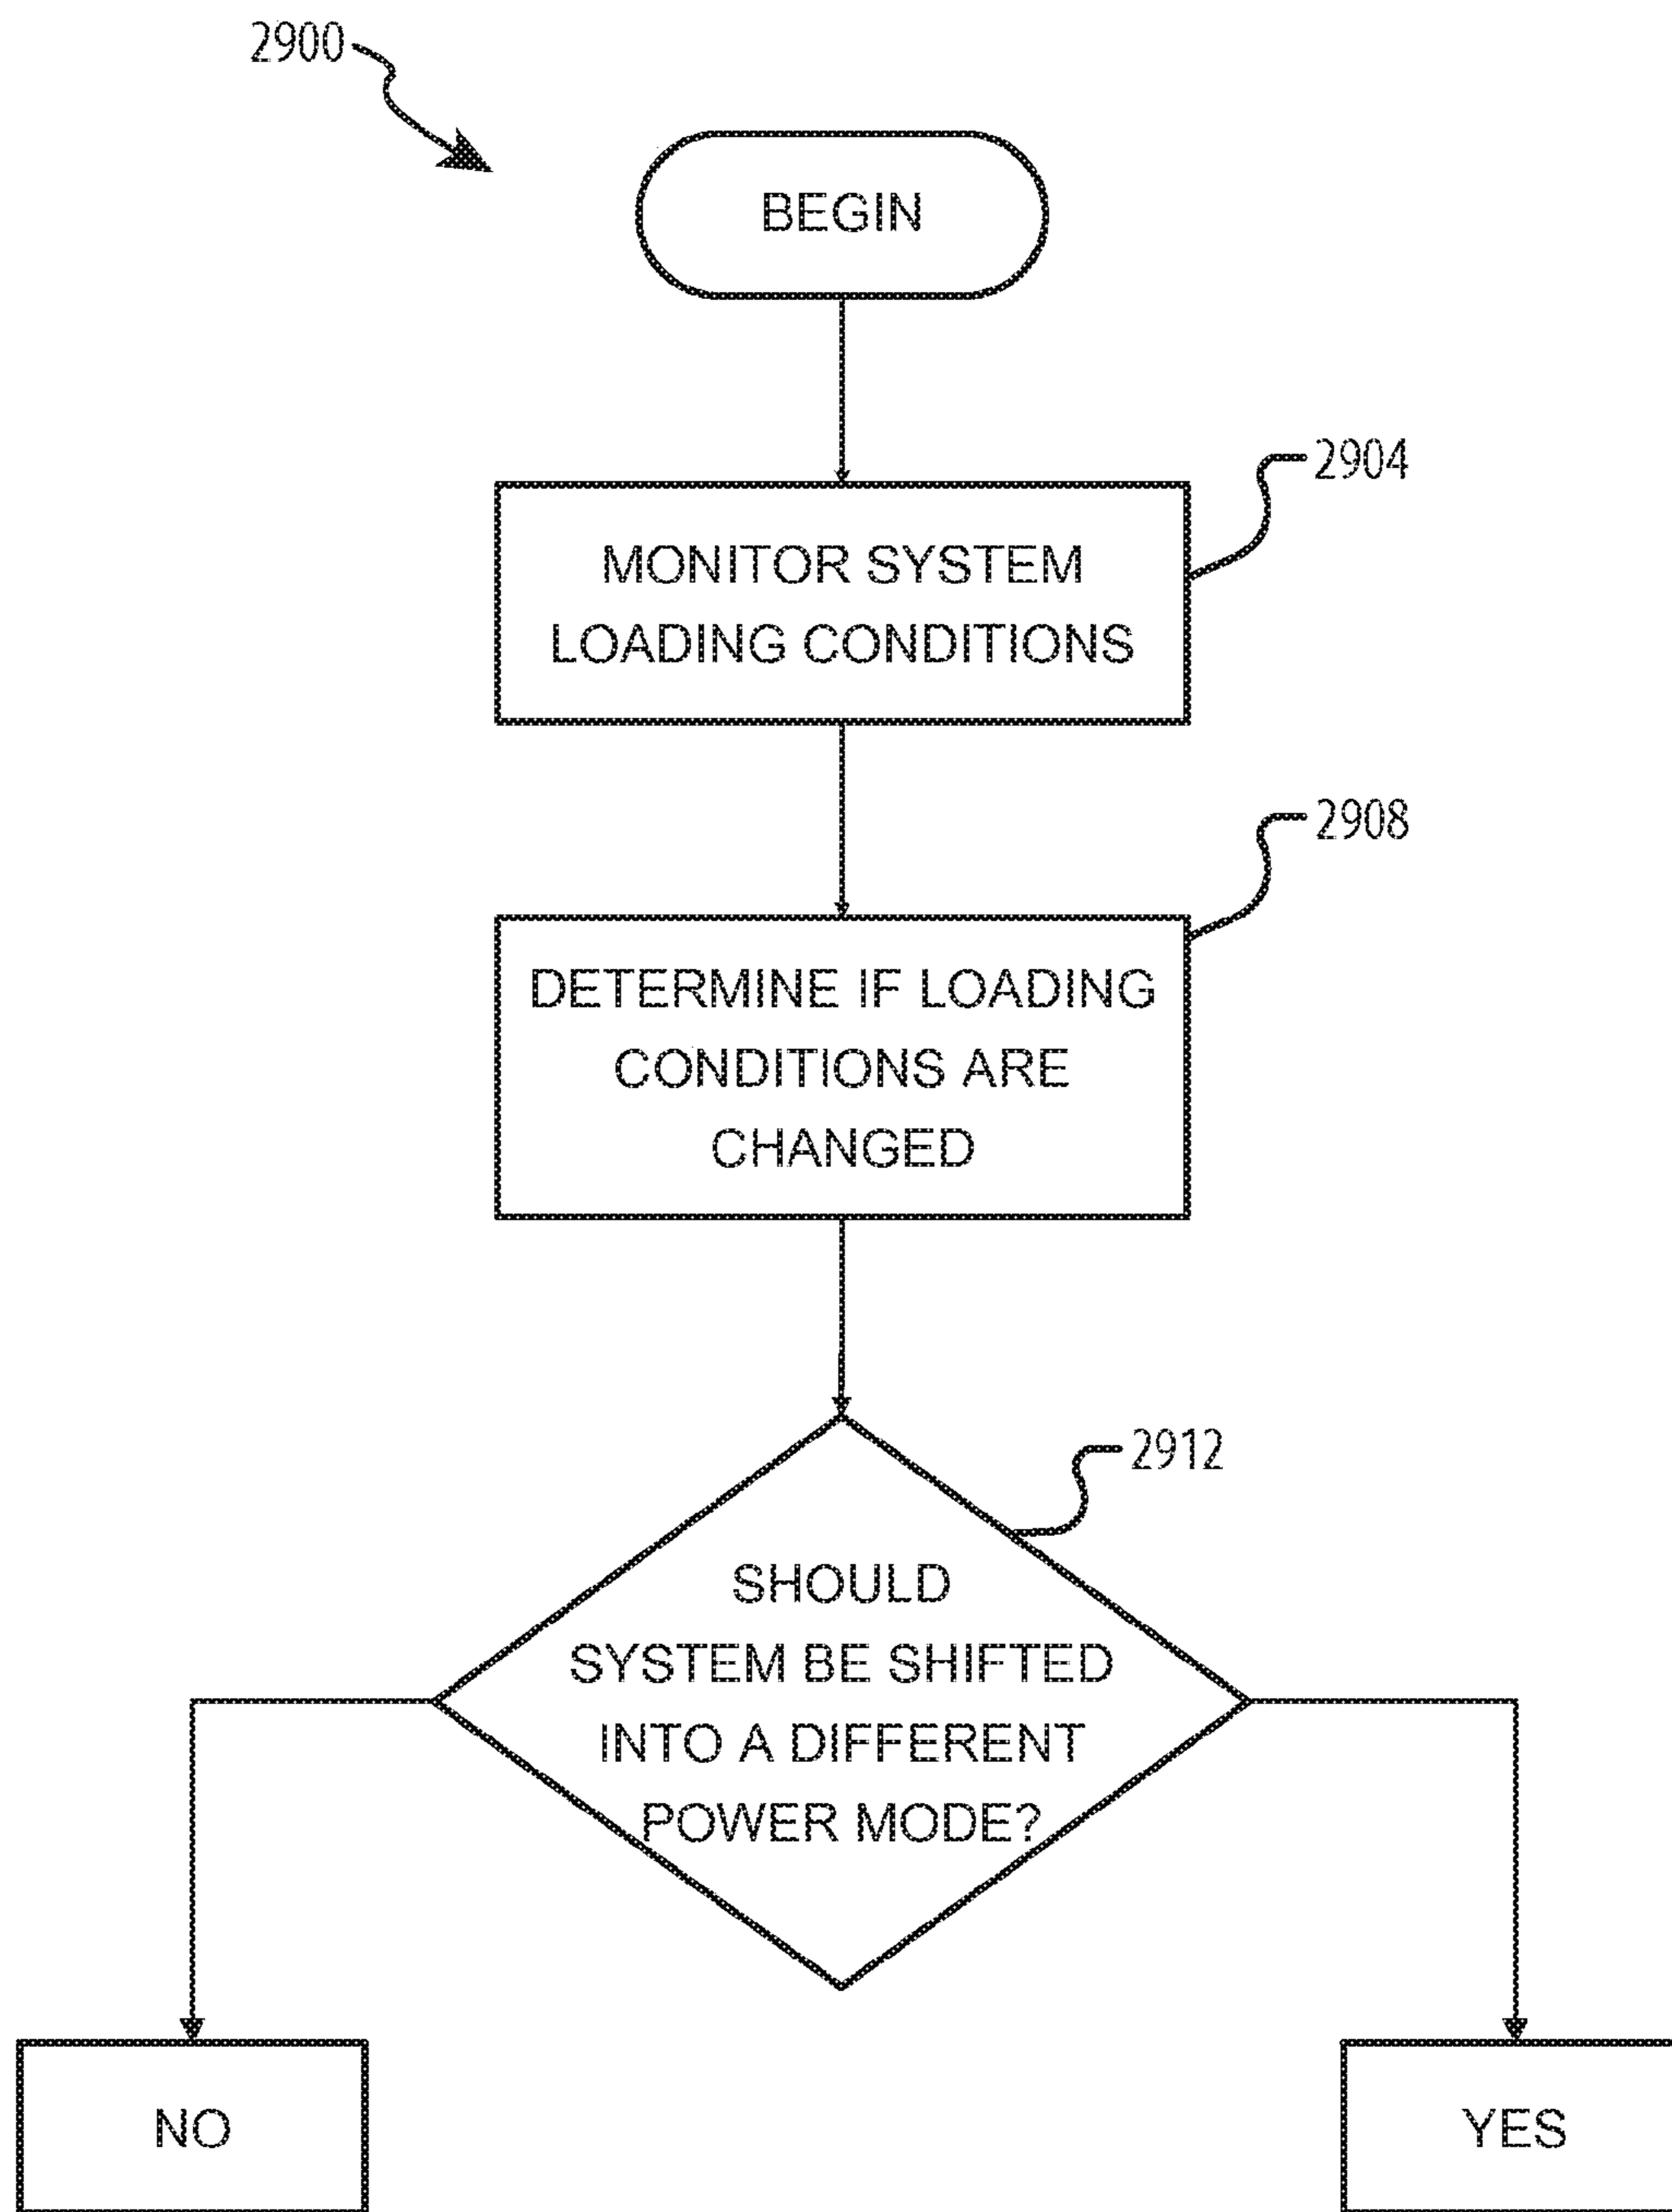 2900
BEGIN
2904
MONITOR SYSTEM
LOADING CONDITIONS
2908
DETERMINE IF LOADING
CONDITIONS ARE
CHANGED
2912
SHOULD
SYSTEM BE SHIFTED
INTO A DIFFERENT
POWER MODE?
NO
YES